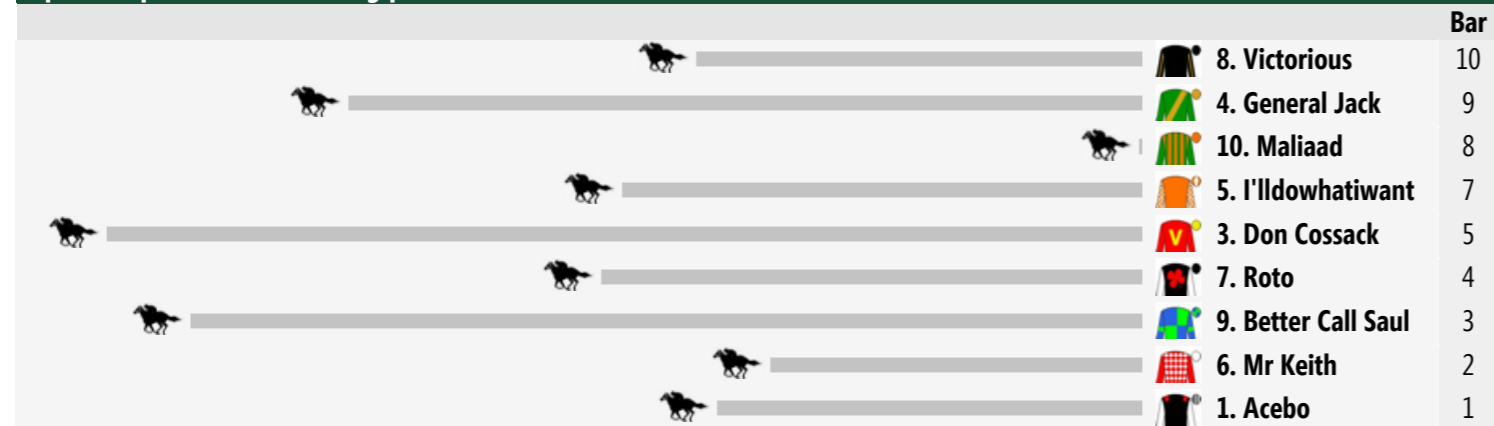 Bar
8. Victorious 10
4. General Jack 9
10. Maliaad 8
5. I'lldowhatiwant 7
V 3. Don Cossack 5
7. Roto 4
9. Better Call Saul 3
6. Mr Keith 2
1. Acebo 1